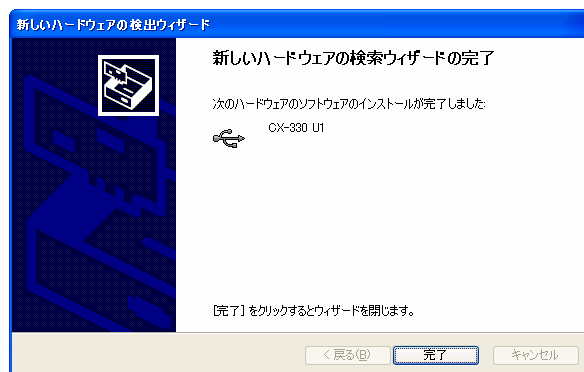 新しいハードウェアの検出ウィザード
新しいハードウェアの検索ウィザードの完了
次のハードウェアのソフトウェアのインストールが完了しました:
CX-330 U1
[完了] をクリックするとウィザードを閉じます。
< 戻る(B)
完了
キャンセル